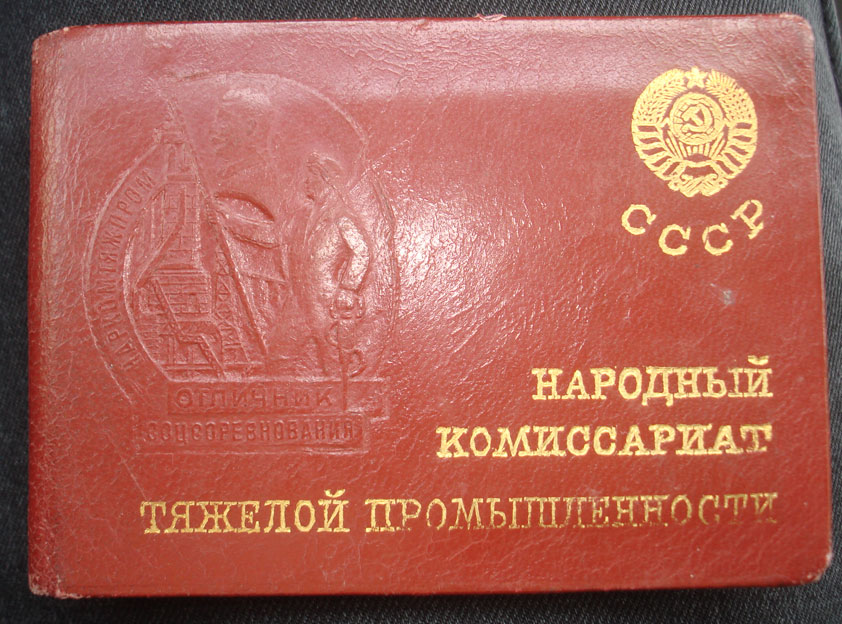 НАРКОМТЯЖПРОМ
ОТЛИЧНИК
СОЦСОРЕВНОВАНИЯ
СССР
НАРОДНЫЙ
КОМИССАРИАТ
ТЯЖЕЛОЙ ПРОМЫШЛЕННОСТИ